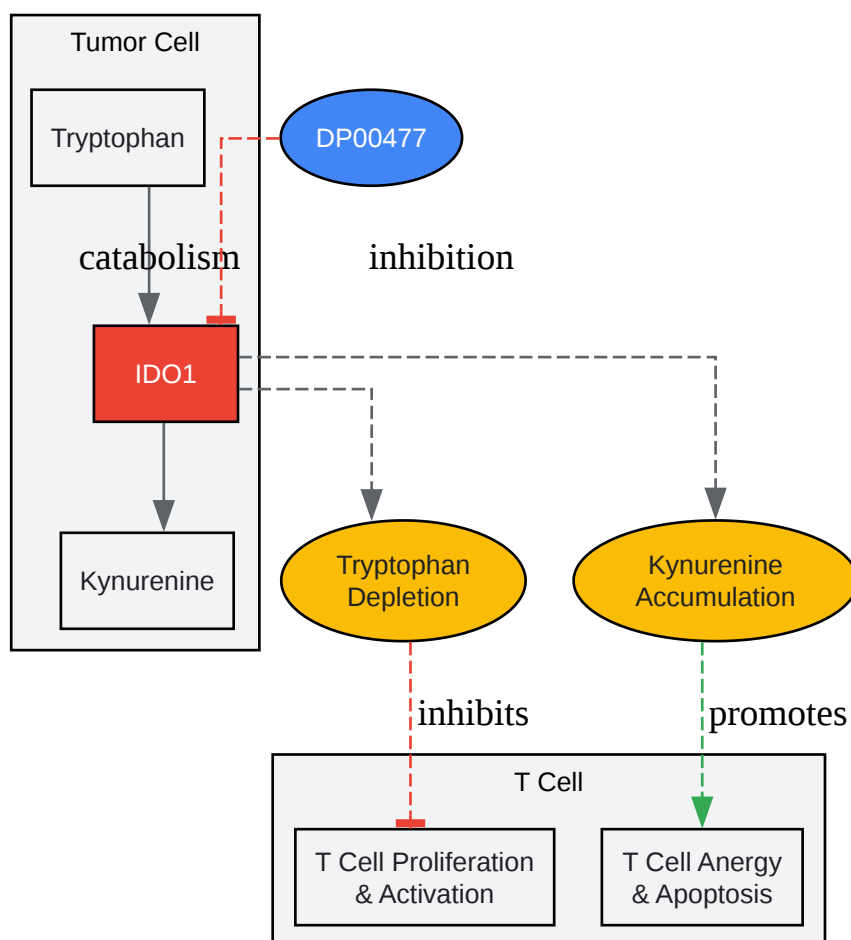 Tumor Cell
Tryptophan
DP00477
catabolism
inhibition
IDO1
Kynurenine
Tryptophan
Depletion
Kynurenine
Accumulation
inhibits
promotes
T Cell
T Cell Proliferation
& Activation
T Cell Anergy
& Apoptosis